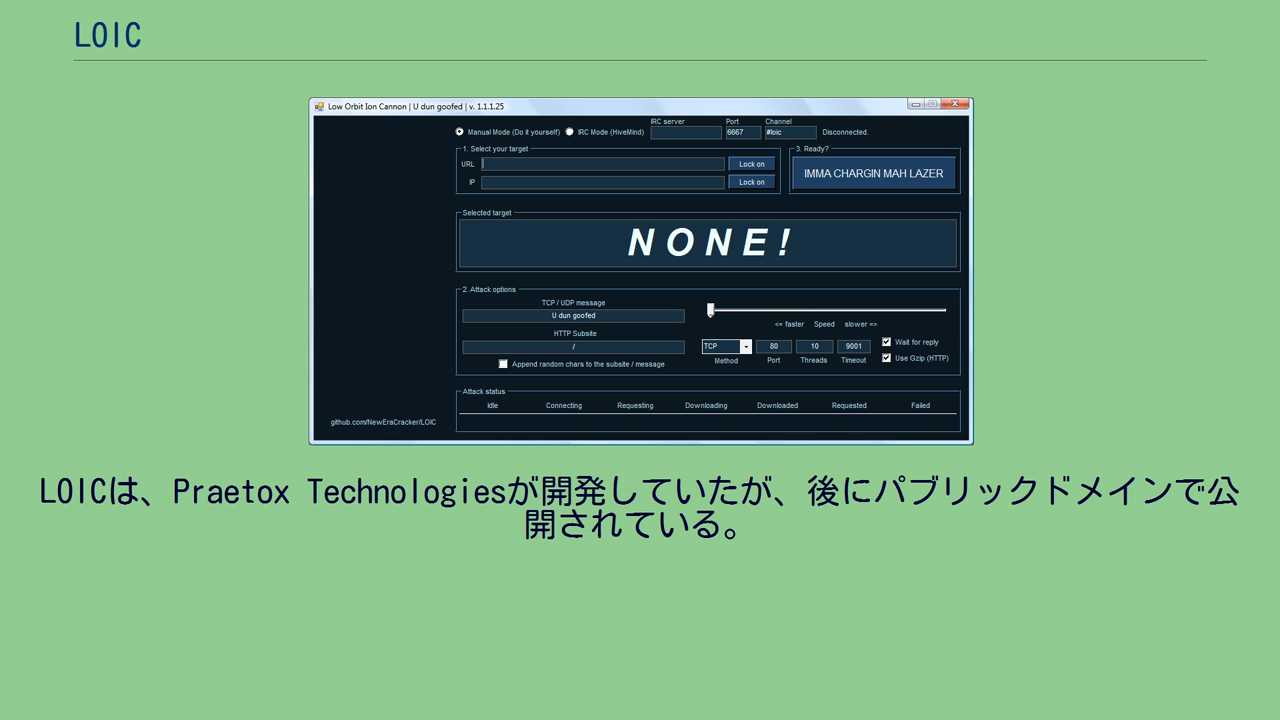 LOIC
Low Orbit Ion Cannon | U dun goofed | v. 1.1.1.25
IRC server Port Channel
Manual Mode (Do it yourself) IRC Mode (HiveMind) 6667 #loic Disconnected.
1. Select your target 3. Ready?
URL Lock on IMMA CHARGIN MAH LAZER
IP Lock on
Selected target
NONE!
2. Attack options
TCP / UDP message
U dun goofed
<= faster Speed slower =>
HTTP Subsite
/ TCP 80 10 9001 Wait for reply
Method Port Threads Timeout Use Gzip (HTTP)
Append random chars to the subsite / message
Attack status
Idle Connecting Requesting Downloading Downloaded Requested Failed
github.com/NewEraCracker/LOIC
LOICは、Praetox Technologiesが開発していたが、後にパブリックドメインで公
開されている。